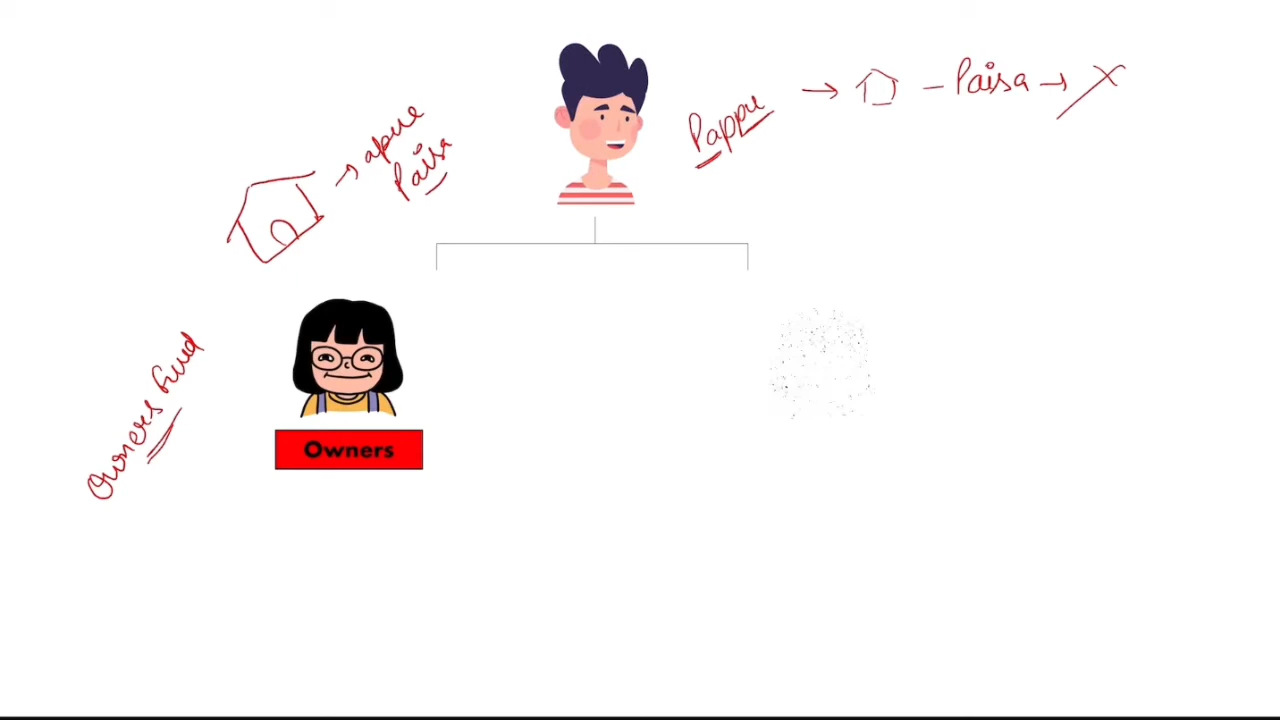 Pappu → – Paisa → X
→ apne
Paisa
Owners Fund
Owners